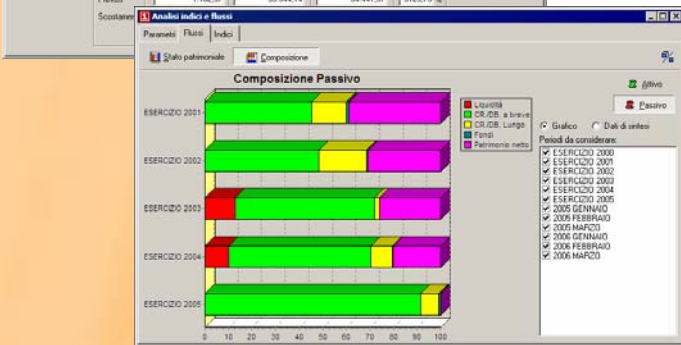 Scostamen
Analisi indici e flussi
Parametri Flussi Indici
Stato patrimoniale Composizione
Composizione Passivo
Attivo
Passivo
Grafico Dati di sintesi
Periodi da considerare:
ESERCIZIO 2000
ESERCIZIO 2001
ESERCIZIO 2002
ESERCIZIO 2003
ESERCIZIO 2004
ESERCIZIO 2005
2005 GENNAIO
2005 FEBBRAIO
2005 MARZO
2006 GENNAIO
2006 FEBBRAIO
2006 MARZO
Liquidità
CR./DB. a breve
CR./DB. Lungo
Fondi
Patrimonio netto
ESERCIZIO 2001
ESERCIZIO 2002
ESERCIZIO 2003
ESERCIZIO 2004
ESERCIZIO 2005
0 10 20 30 40 50 60 70 80 90 100